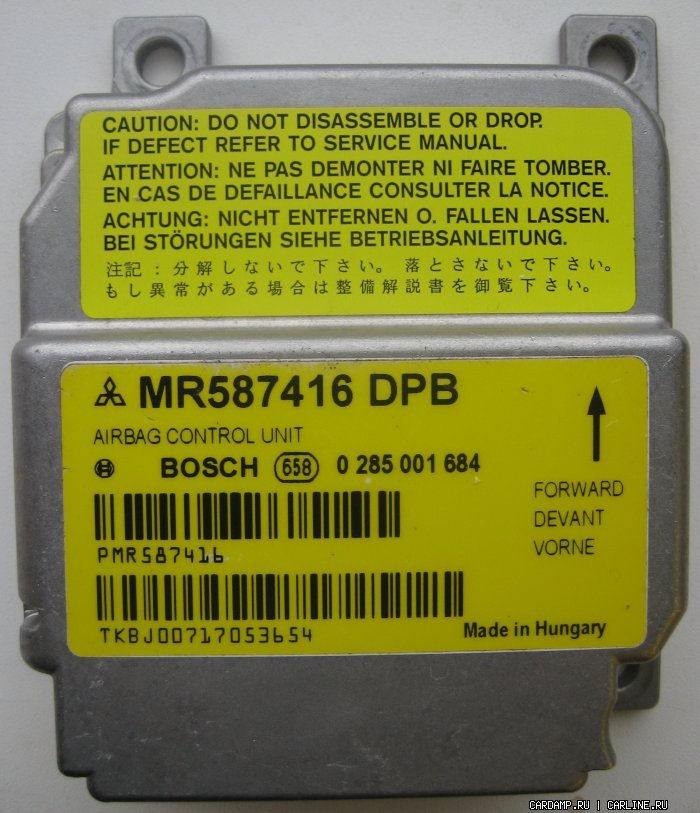 CAUTION: DO NOT DISASSEMBLE OR DROP.
IF DEFECT REFER TO SERVICE MANUAL.
ATTENTION: NE PAS DEMONTER NI FAIRE TOMBER.
EN CAS DE DEFAILLANCE CONSULTER LA NOTICE.
ACHTUNG: NICHT ENTFERNEN O. FALLEN LASSEN.
BEI STÖRUNGEN SIEHE BETRIEBSANLEITUNG.
注記：分解しないで下さい。落とさないで下さい。
もし異常がある場合は整備解説書を御覧下さい。
MR587416 DPB
AIRBAG CONTROL UNIT
BOSCH 658 0 285 001 684
FORWARD
DEVANT
VORNE
PMR587416
TKBJ00717053654
Made in Hungary
CARDAMP.RU | CARLINE.RU